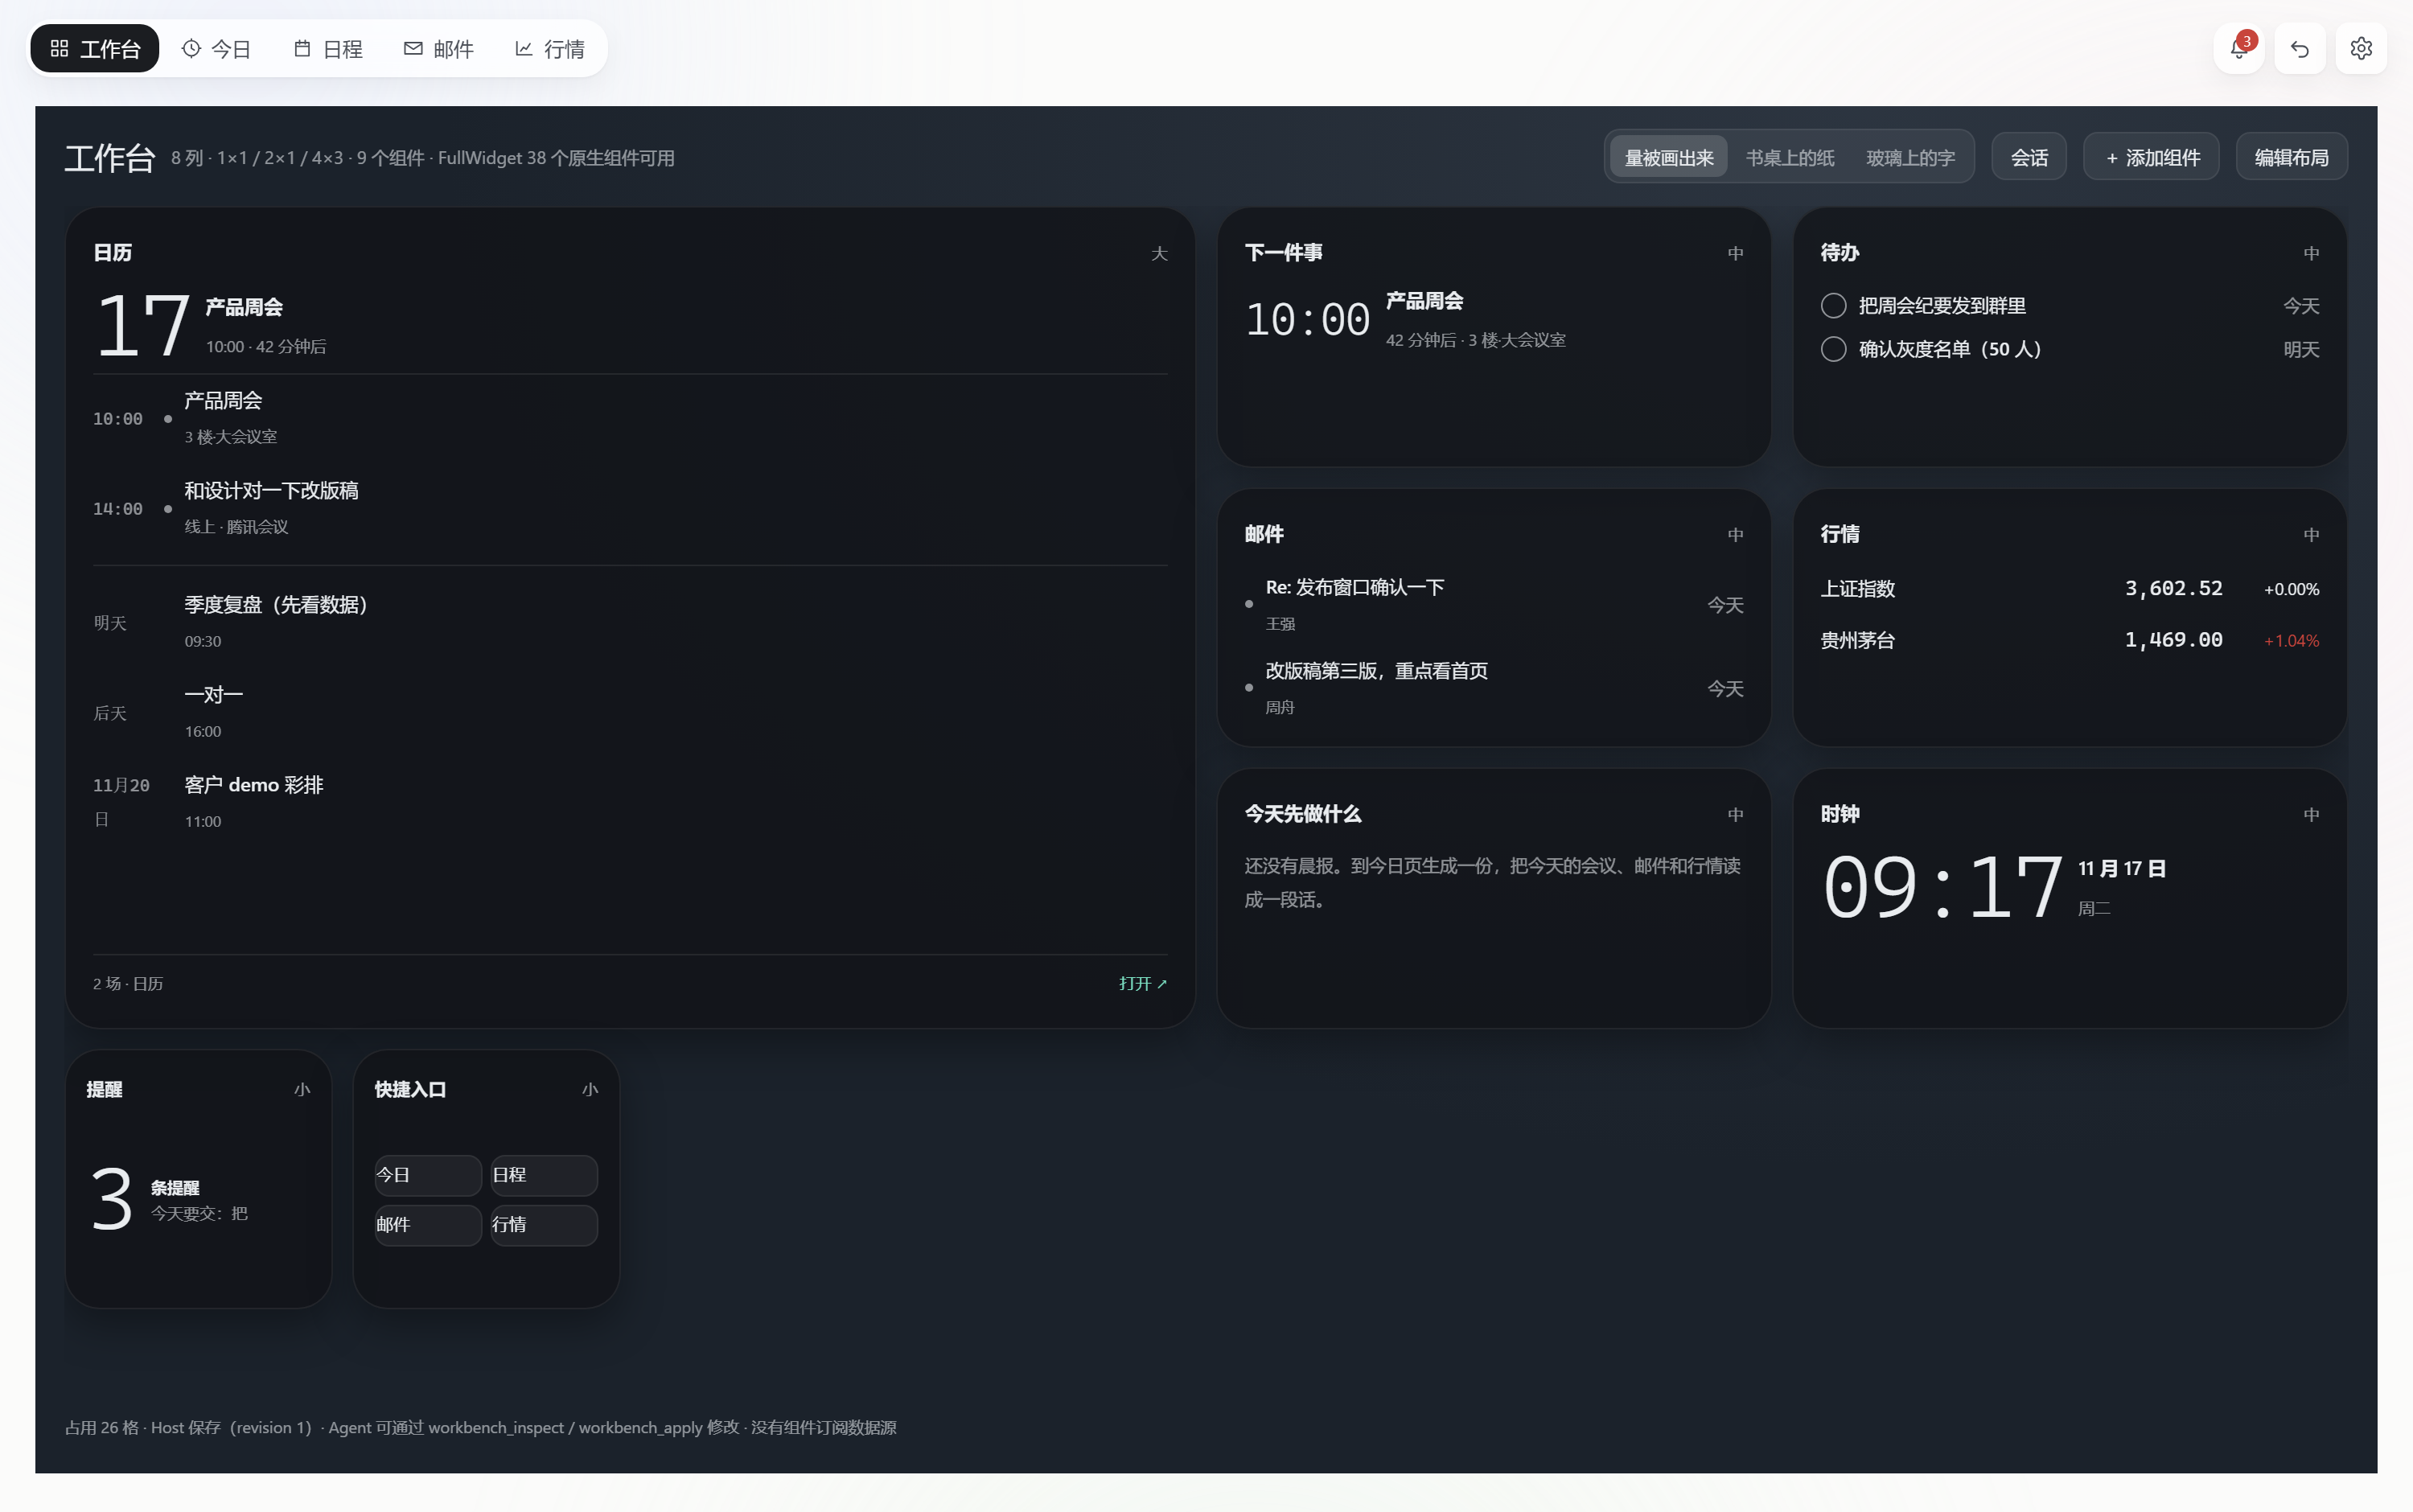 工作台 今日 日程 邮件 行情 3
工作台 8 列 · 1×1 / 2×1 / 4×3 · 9 个组件 · FullWidget 38 个原生组件可用
量被画出来 书桌上的纸 玻璃上的字 会话 + 添加组件 编辑布局
日历 大
17 产品周会
10:00 · 42 分钟后
10:00 产品周会
3 楼·大会议室
14:00 和设计对一下改版稿
线上 · 腾讯会议
明天 季度复盘（先看数据）
09:30
后天 一对一
16:00
11月20日 客户 demo 彩排
11:00
2 场 · 日历 打开 ↗
下一件事 中
10:00 产品周会
42 分钟后 · 3 楼·大会议室
待办 中
把周会纪要发到群里 今天
确认灰度名单（50 人） 明天
邮件 中
Re: 发布窗口确认一下 今天
王强
改版稿第三版，重点看首页 今天
周舟
行情 中
上证指数 3,602.52 +0.00%
贵州茅台 1,469.00 +1.04%
今天先做什么 中
还没有晨报。到今日页生成一份，把今天的会议、邮件和行情读
成一段话。
时钟 中
09:17 11 月 17 日
周二
提醒 小
3 条提醒
今天要交：把
快捷入口 小
今日 日程
邮件 行情
占用 26 格 · Host 保存（revision 1）· Agent 可通过 workbench_inspect / workbench_apply 修改 · 没有组件订阅数据源